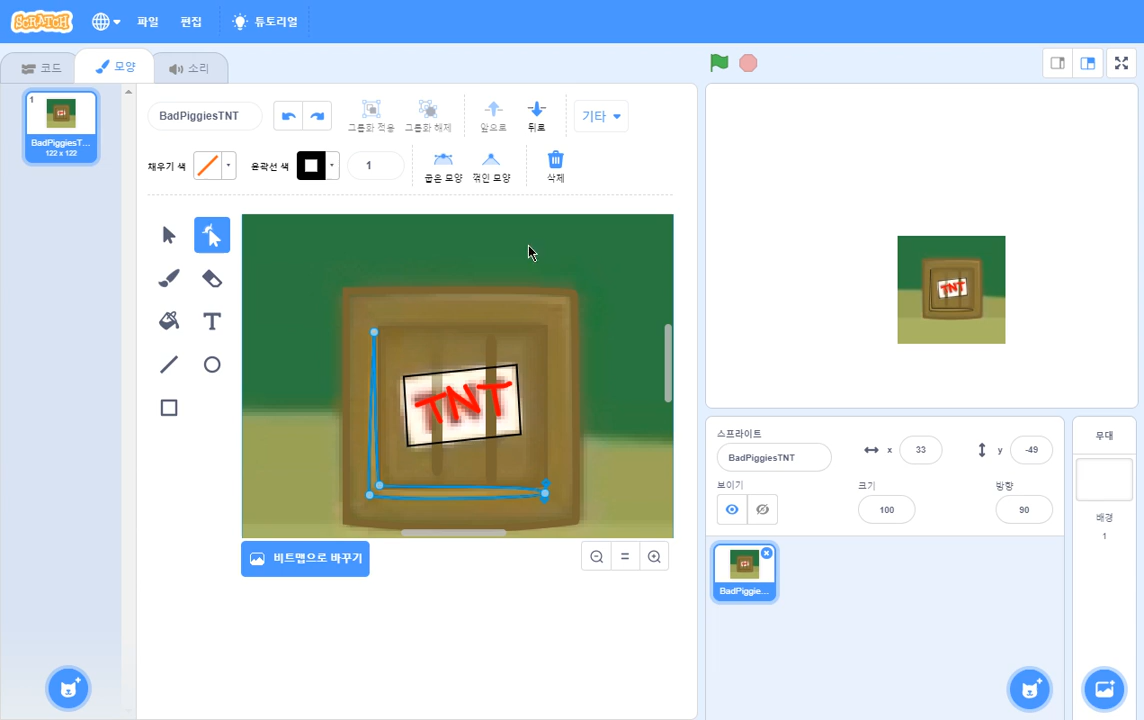 SCRATCH 파일 편집 튜토리얼
코드 모양 소리
1
BadPiggiesT...
122 x 122
BadPiggiesTNT
그룹화 적용 그룹화 해제 앞으로 뒤로 기타
채우기 색 윤곽선 색 1 굽은 모양 꺾인 모양 삭제
TNT
비트맵으로 바꾸기
TNT
스프라이트
BadPiggiesTNT x 33 y -49
보이기 크기 방향
100 90
BadPiggie...
무대
배경
1